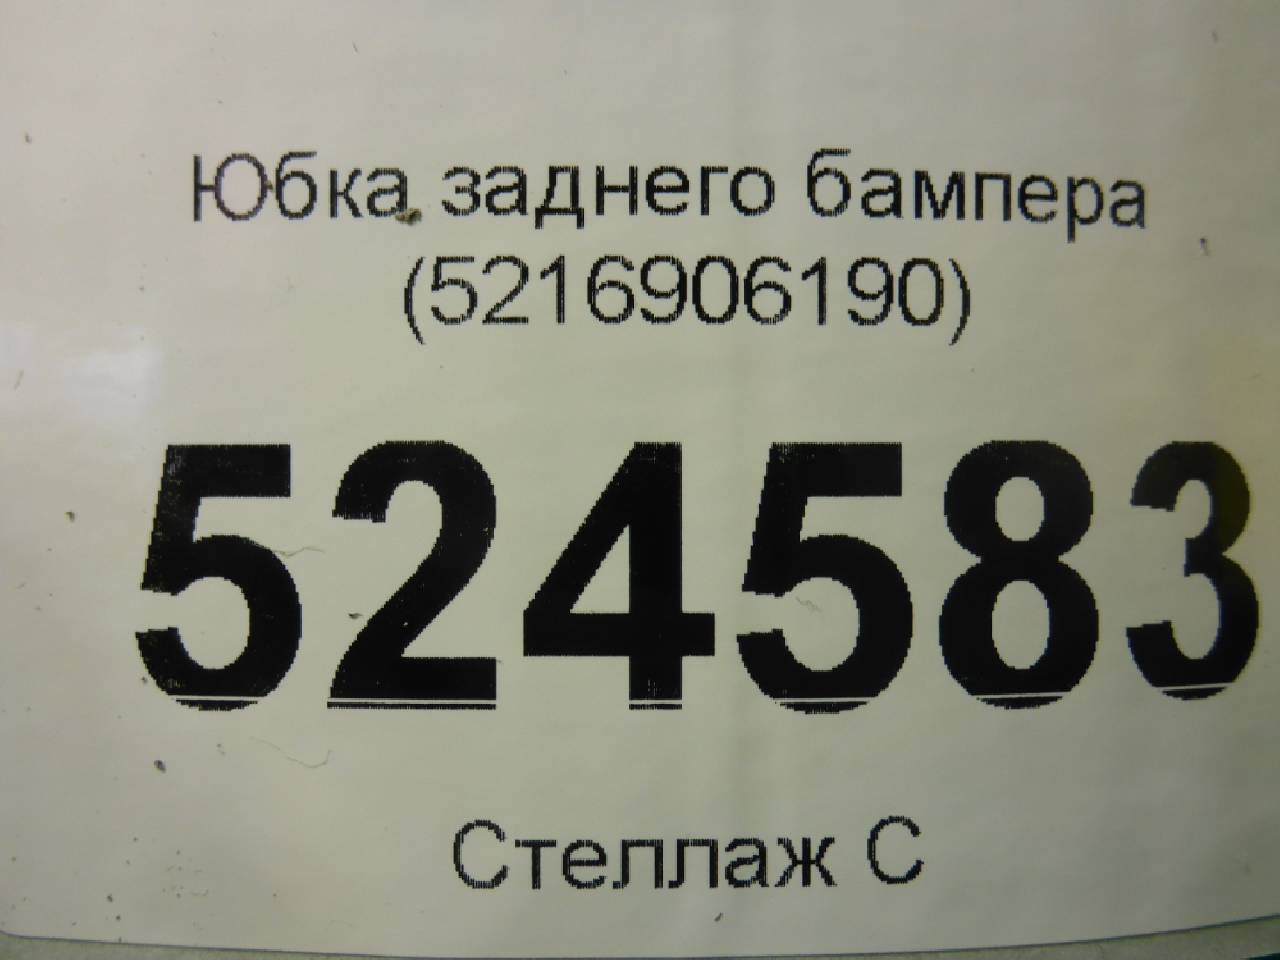 Юбка заднего бампера
(5216906190)
524583
Стеллаж С